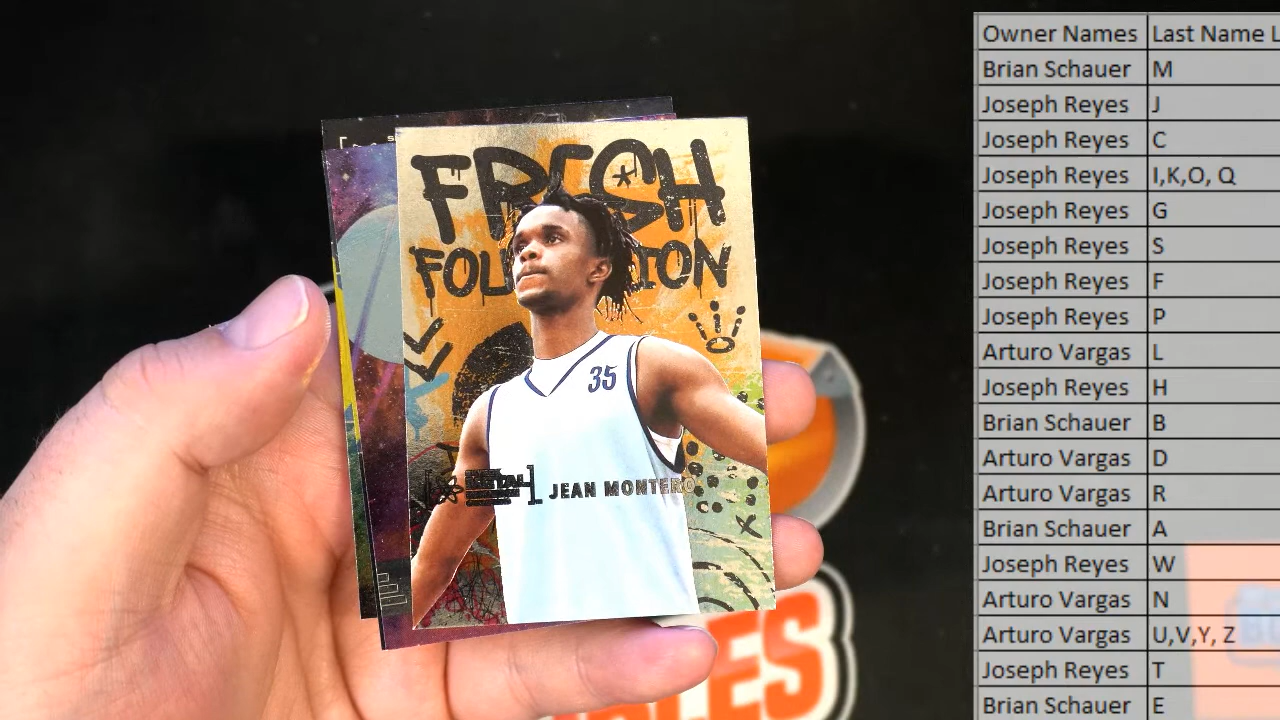 FRESH
FOUNDATION
35
METAL
JEAN MONTERO
Owner Names Last Name L
Brian Schauer M
Joseph Reyes J
Joseph Reyes C
Joseph Reyes I,K,O, Q
Joseph Reyes G
Joseph Reyes S
Joseph Reyes F
Joseph Reyes P
Arturo Vargas L
Joseph Reyes H
Brian Schauer B
Arturo Vargas D
Arturo Vargas R
Brian Schauer A
Joseph Reyes W
Arturo Vargas N
Arturo Vargas U,V,Y, Z
Joseph Reyes T
Brian Schauer E